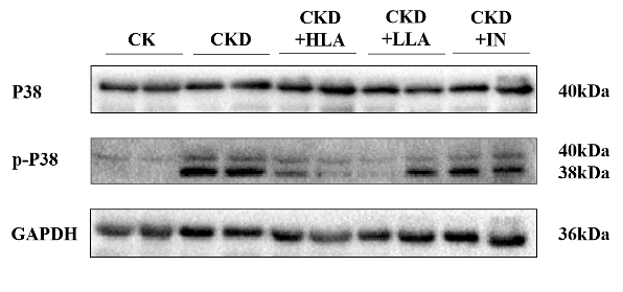 CK CKD CKD +HLA CKD +LLA CKD +IN
P38 40kDa
p-P38 40kDa
38kDa
GAPDH 36kDa